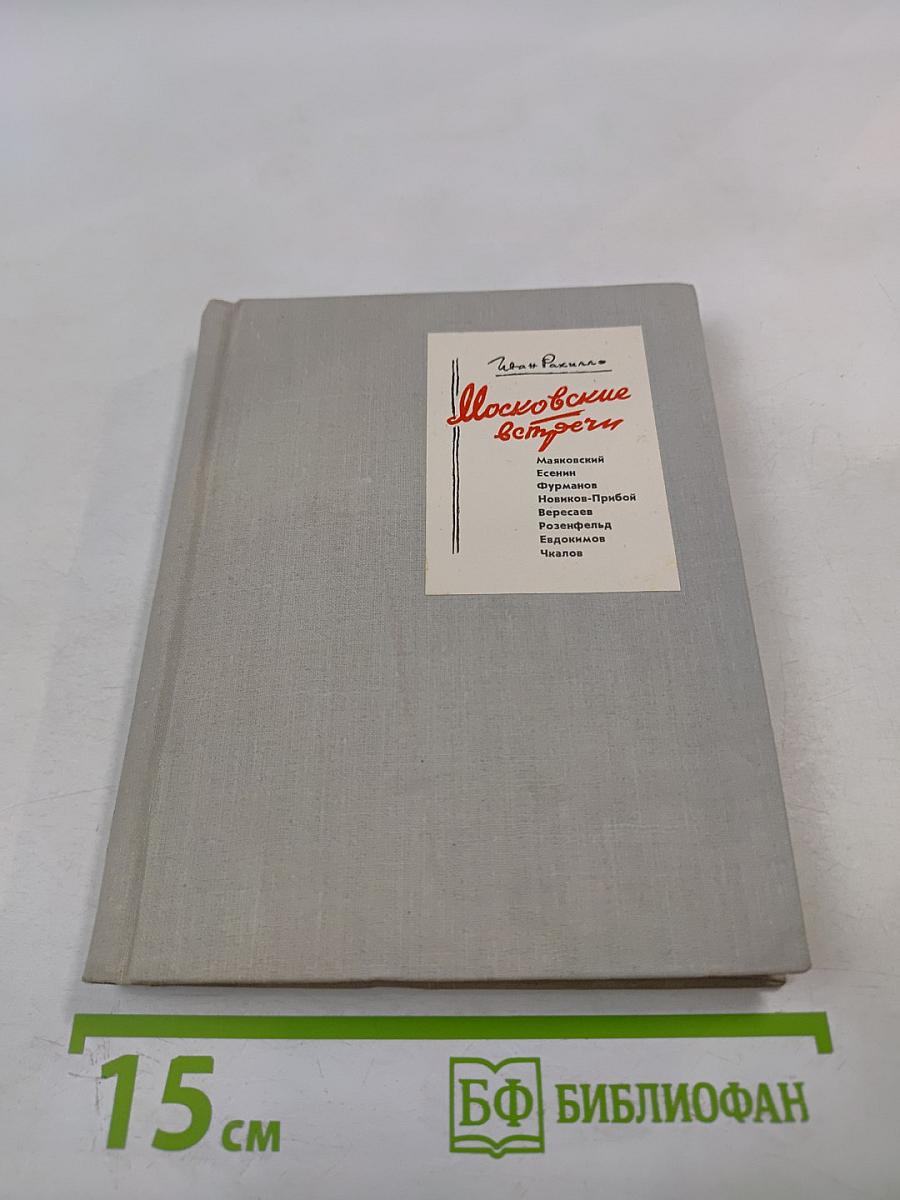 Иван Рахилло
Московские
встречи
Маяковский
Есенин
Фурманов
Новиков-Прибой
Вересаев
Розенфельд
Евдокимов
Чкалов
15 см
БФ БИБЛИОФАН